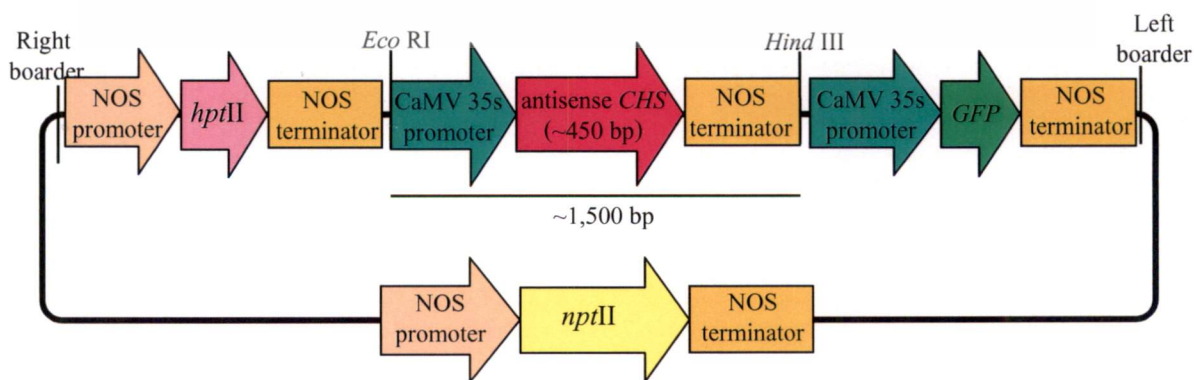 Right
boarder
Eco RI
Hind III
Left
boarder
NOS
promoter
hptII
NOS
terminator
CaMV 35s
promoter
antisense CHS
(~450 bp)
NOS
terminator
CaMV 35s
promoter
GFP
NOS
terminator
~1,500 bp
NOS
promoter
nptII
NOS
terminator